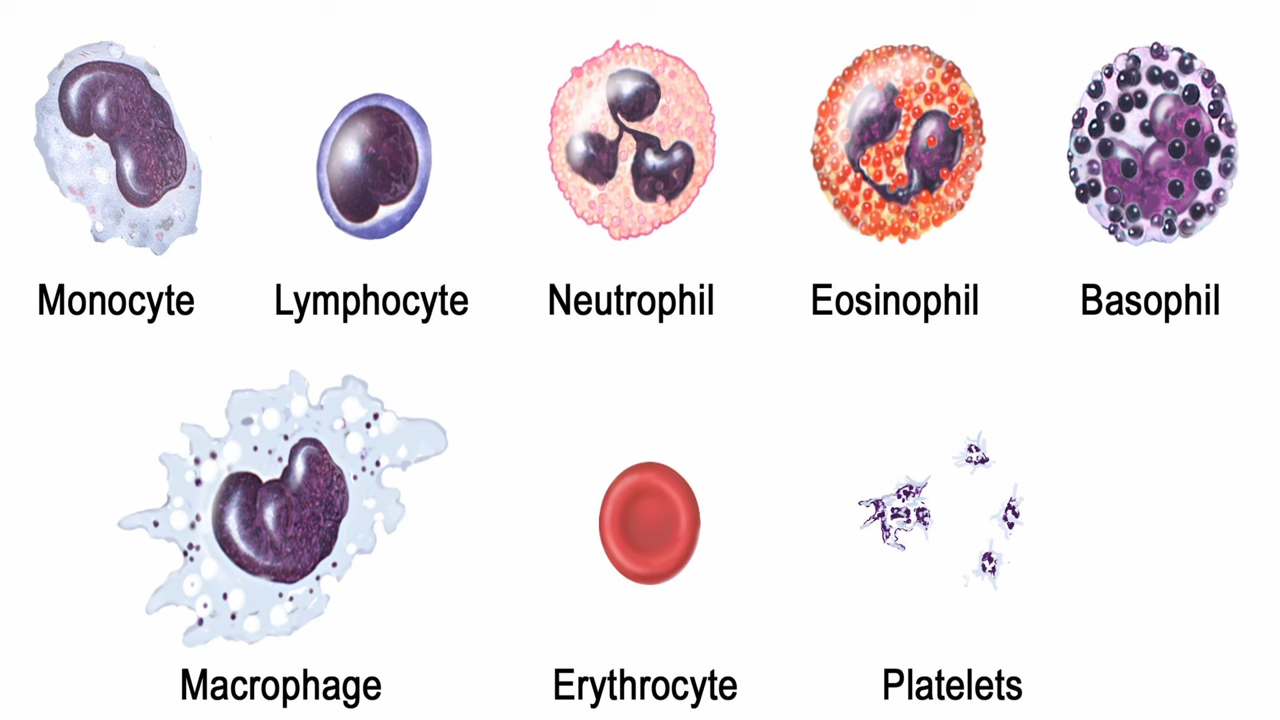 Monocyte
Lymphocyte
Neutrophil
Eosinophil
Basophil
Macrophage
Erythrocyte
Platelets